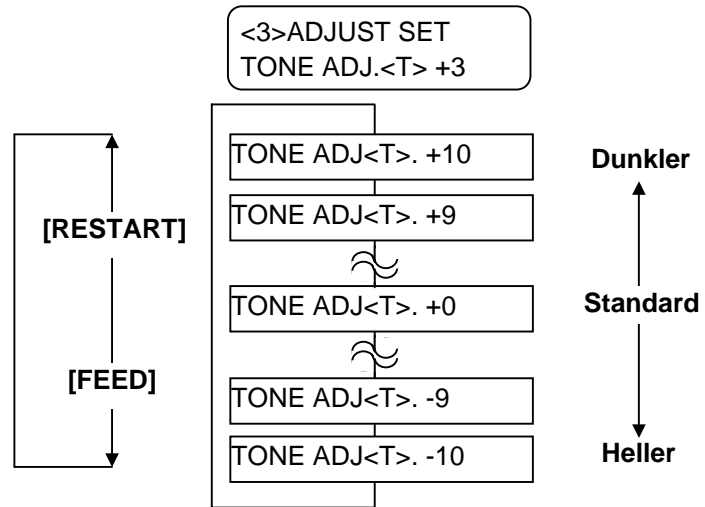 <3>ADJUST SET
TONE ADJ.<T> +3
TONE ADJ<T>. +10
Dunkler
TONE ADJ<T>. +9
[RESTART]
TONE ADJ<T>. +0
Standard
[FEED]
TONE ADJ<T>. -9
TONE ADJ<T>. -10
Heller